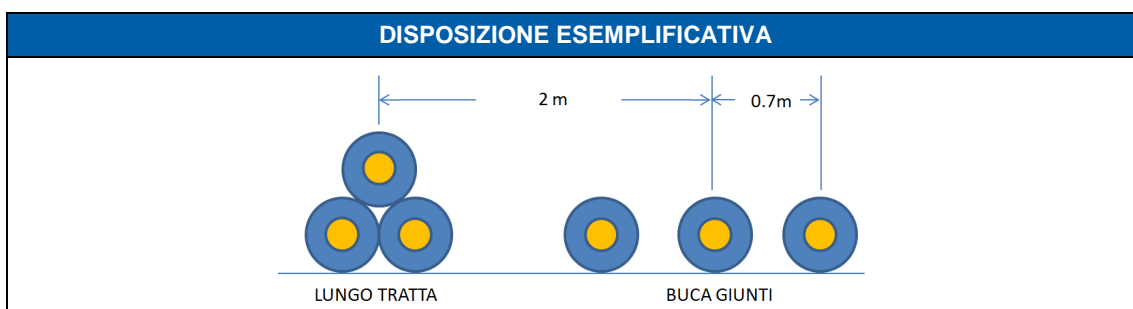 DISPOSIZIONE ESEMPLIFICATIVA
2 m 0.7m
LUNGO TRATTA BUCA GIUNTI